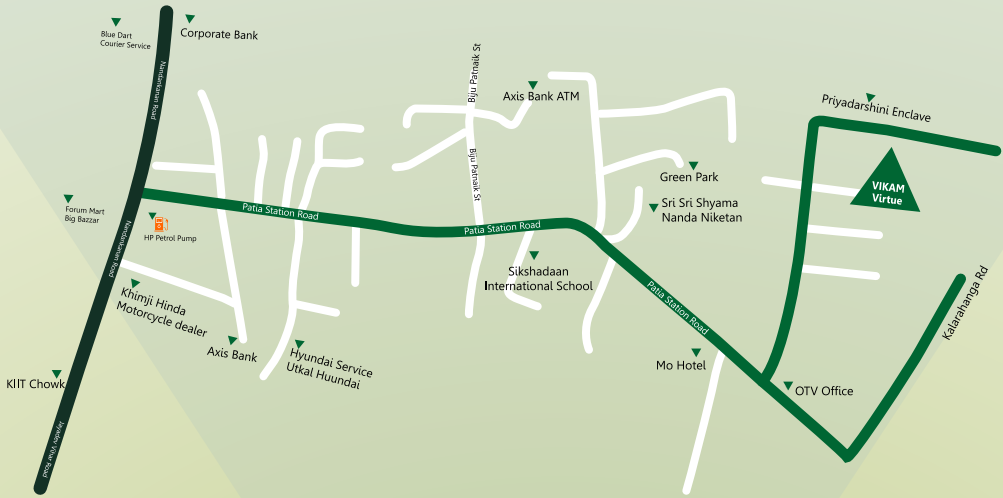 Blue Dart
Courier Service
Corporate Bank
Nandankanan Road
Biju Patnaik St
Axis Bank ATM
Priyadarshini Enclave
Biju Patnaik St
Green Park
VIKAM
Virtue
Forum Mart
Big Bazzar
Patia Station Road
Sri Sri Shyama
Nanda Niketan
HP Petrol Pump
Patia Station Road
Nandankanan Road
Sikshadaan
International School
Patia Station Road
Kalarahanga Rd
Khimji Hinda
Motorcycle dealer
Axis Bank
Hyundai Service
Utkal Huundai
Mo Hotel
KIIT Chowk
OTV Office
Jayadev Vihar Road